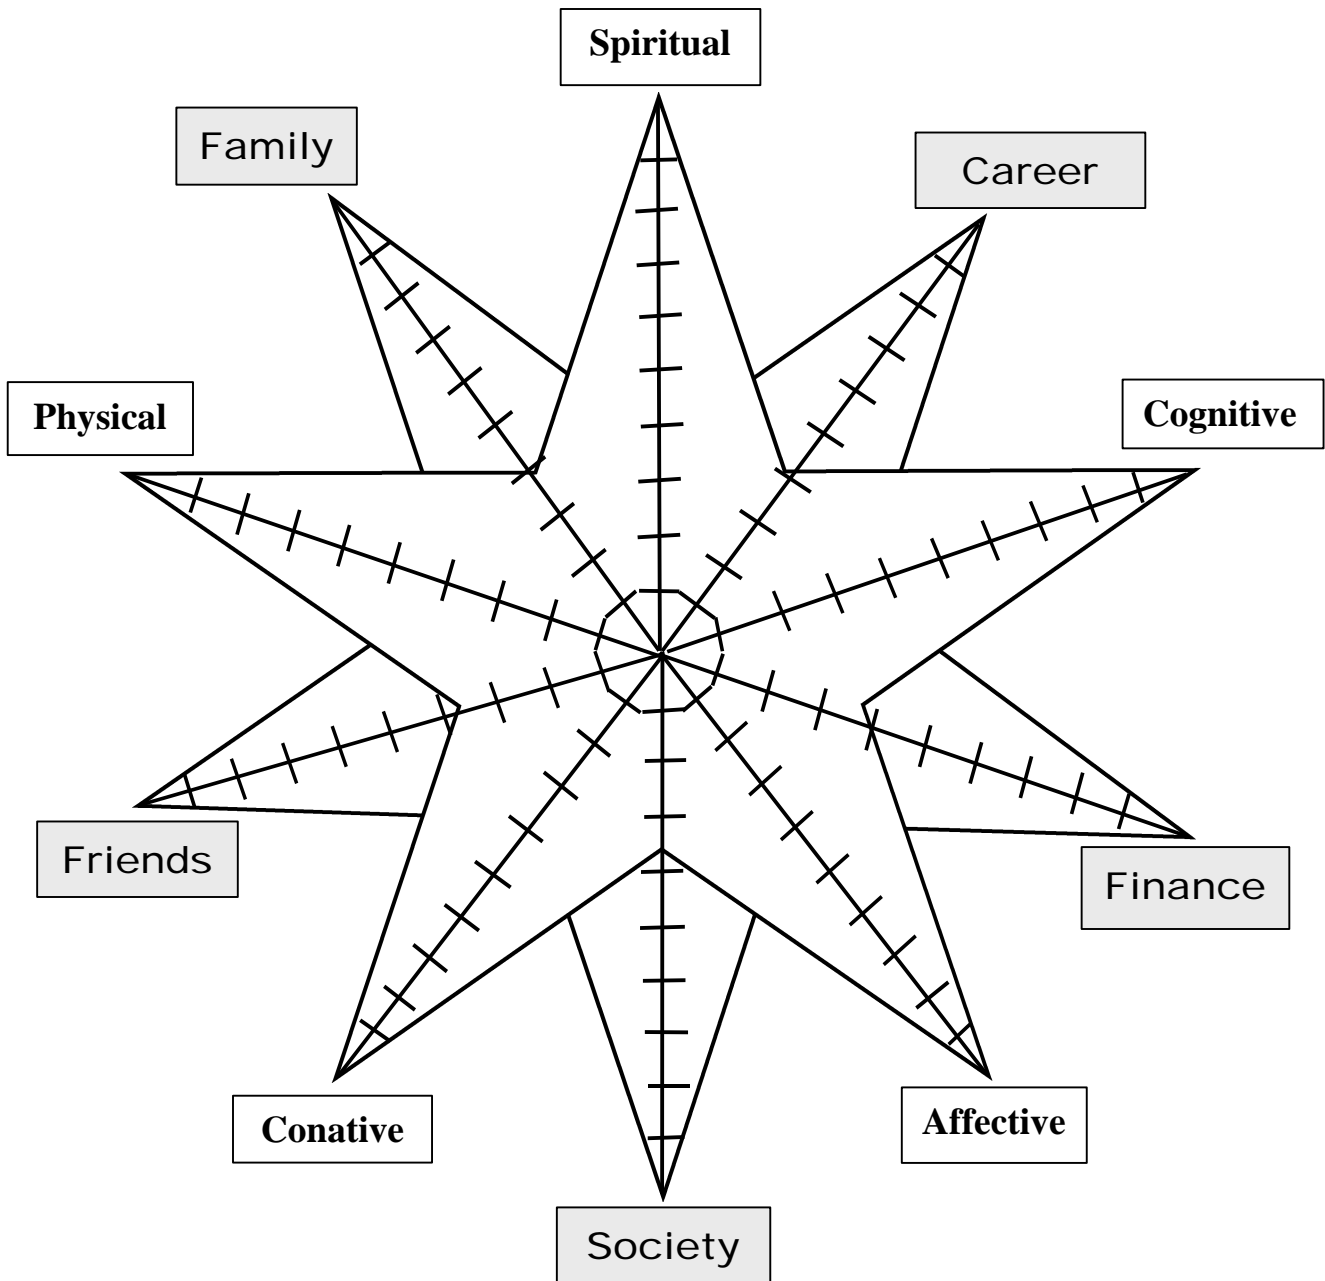 Spiritual
Family
Career
Physical
Cognitive
Friends
Finance
Conative
Affective
Society